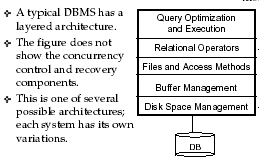 ❖ A typical DBMS has a
layered architecture.
❖ The figure does not
show the concurrency
control and recovery
components.
❖ This is one of several
possible architectures;
each system has its own
variations.
Query Optimization
and Execution
Relational Operators
Files and Access Methods
Buffer Management
Disk Space Management
DB